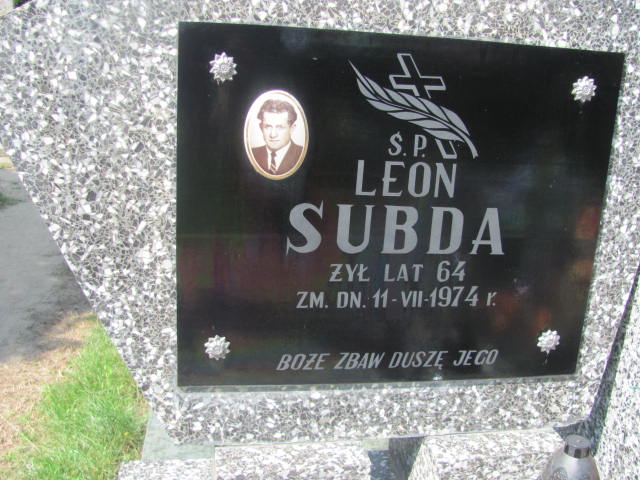 Ś.P.
LEON
SUBDA
ŻYŁ LAT 64
ZM. DN. 11-VII-1974 r.
BOŻE ZBAW DUSZĘ JEGO